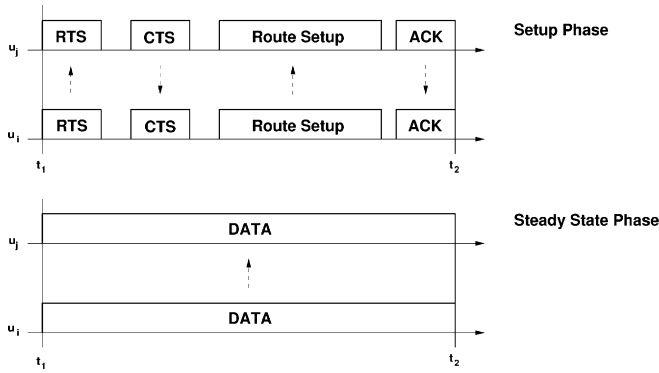 RTS CTS Route Setup ACK Setup Phase
uj
RTS CTS Route Setup ACK
ui
t1 t2
DATA Steady State Phase
uj
DATA
ui
t1 t2